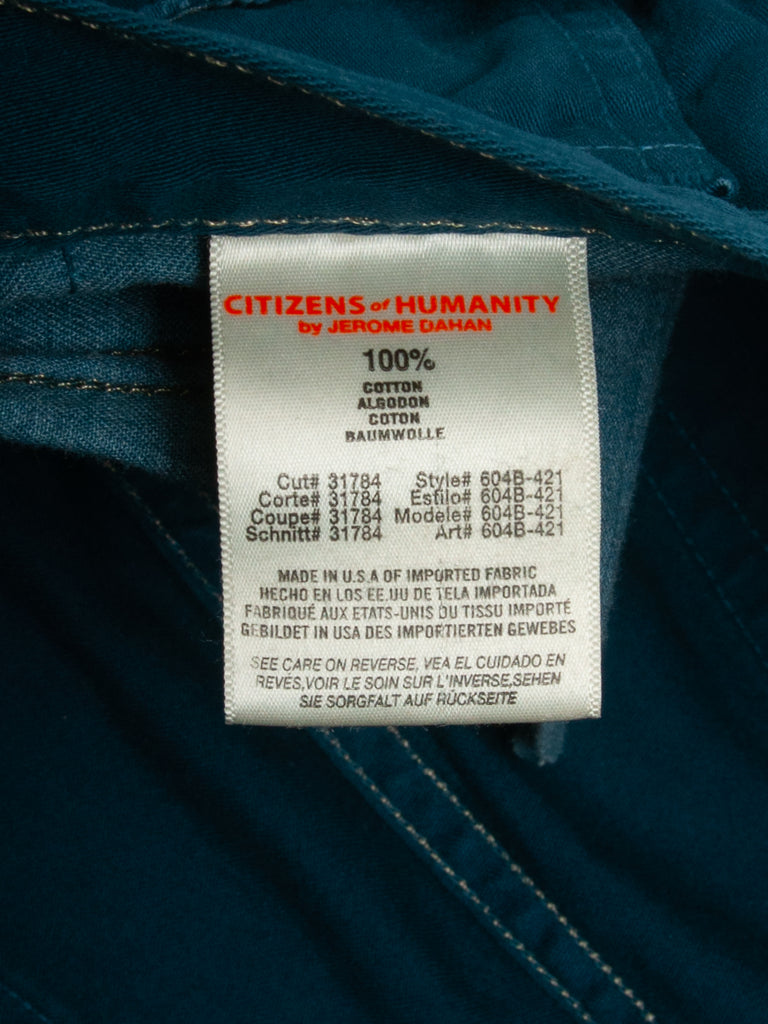 CITIZENS of HUMANITY
by JEROME DAHAN
100%
COTTON
ALGODON
COTON
BAUMWOLLE
Cut# 31784 Style# 604B-421
Corte# 31784 Estilo# 604B-421
Coupe# 31784 Modele# 604B-421
Schnitt# 31784 Art# 604B-421
MADE IN U.S.A OF IMPORTED FABRIC
HECHO EN LOS EE.UU DE TELA IMPORTADA
FABRIQUÉ AUX ETATS-UNIS DU TISSU IMPORTÉ
GEBILDET IN USA DES IMPORTIERTEN GEWEBES
SEE CARE ON REVERSE, VEA EL CUIDADO EN
REVES,VOIR LE SOIN SUR L'INVERSE,SEHEN
SIE SORGFALT AUF RÜCKSEITE